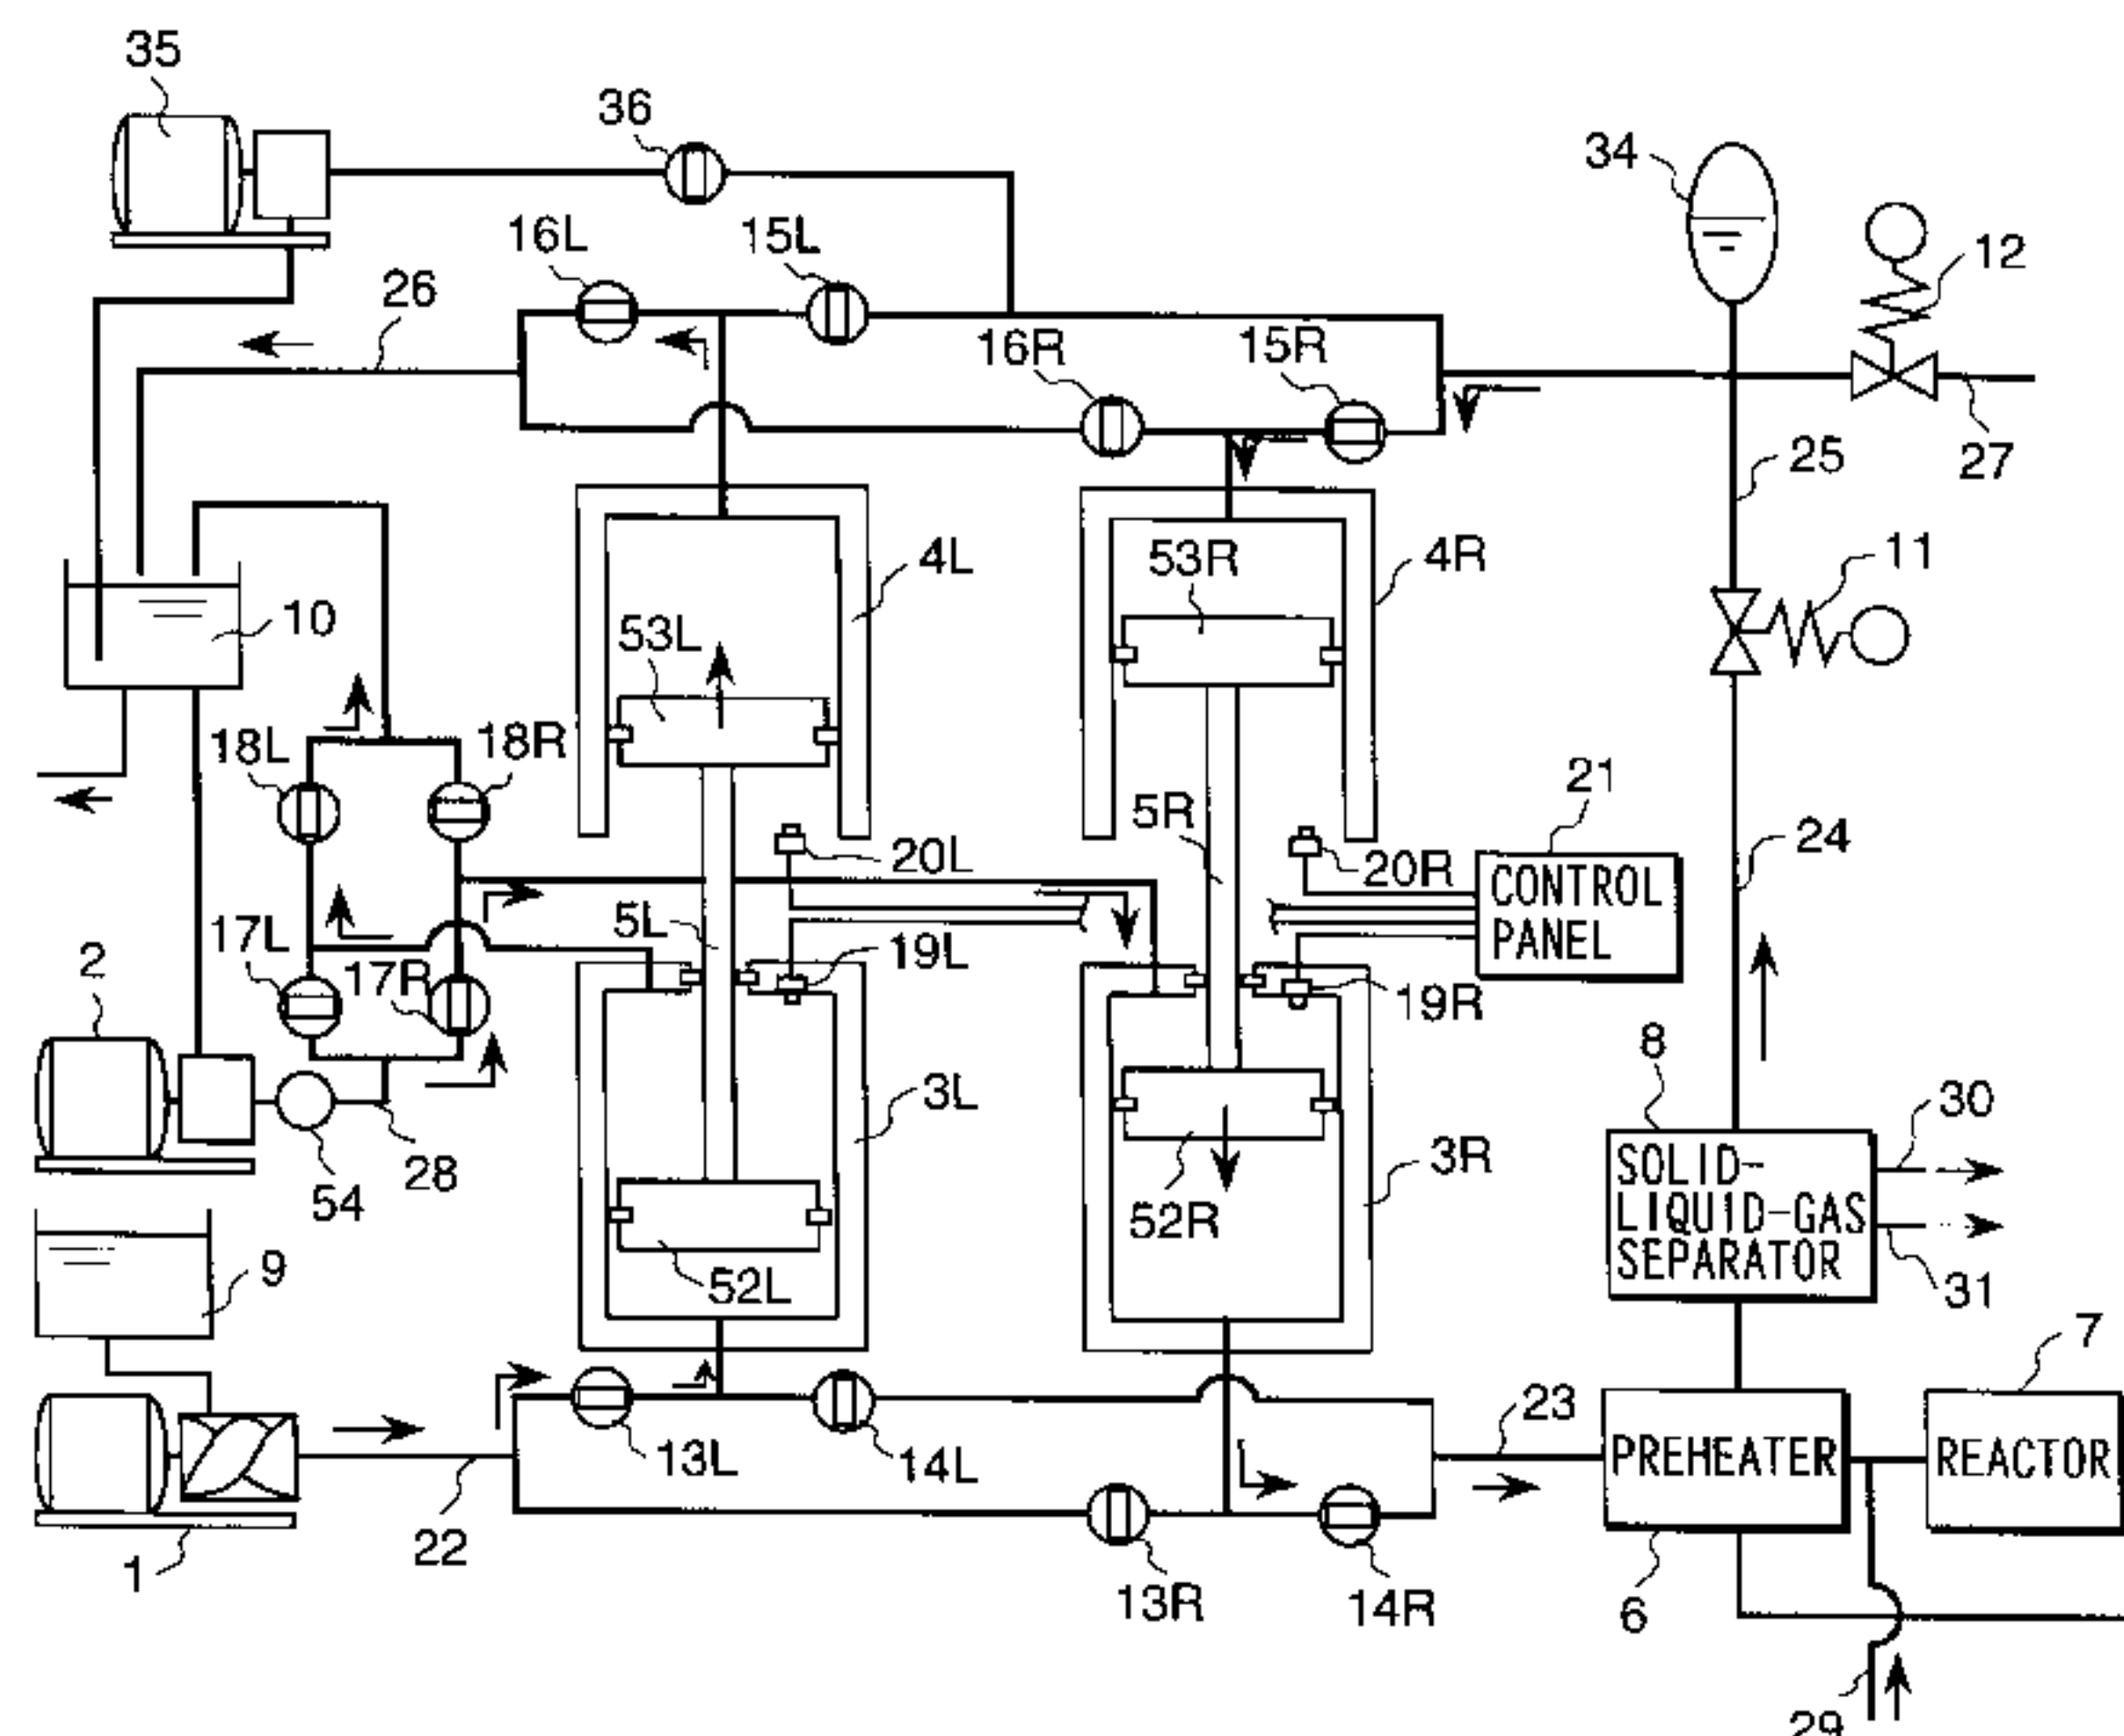 35
36
34
16L
15L
12
26
16R
15R
25
27
4L
53R
4R
11
10
53L
18L
18R
5R
21
20L
20R
24
CONTROL
PANEL
17L
5L
19L
2
17R
19R
8
3L
30
SOLID-
LIQUID-GAS
SEPARATOR
28
3R
54
52R
9
52L
31
7
23
PREHEATER
REACTOR
13L
14L
22
1
13R
14R
6
29